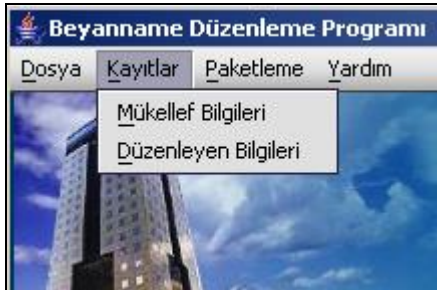 Beyanname Düzenleme Programı
Dosya Kayıtlar Paketleme Yardım
Mükellef Bilgileri
Düzenleyen Bilgileri